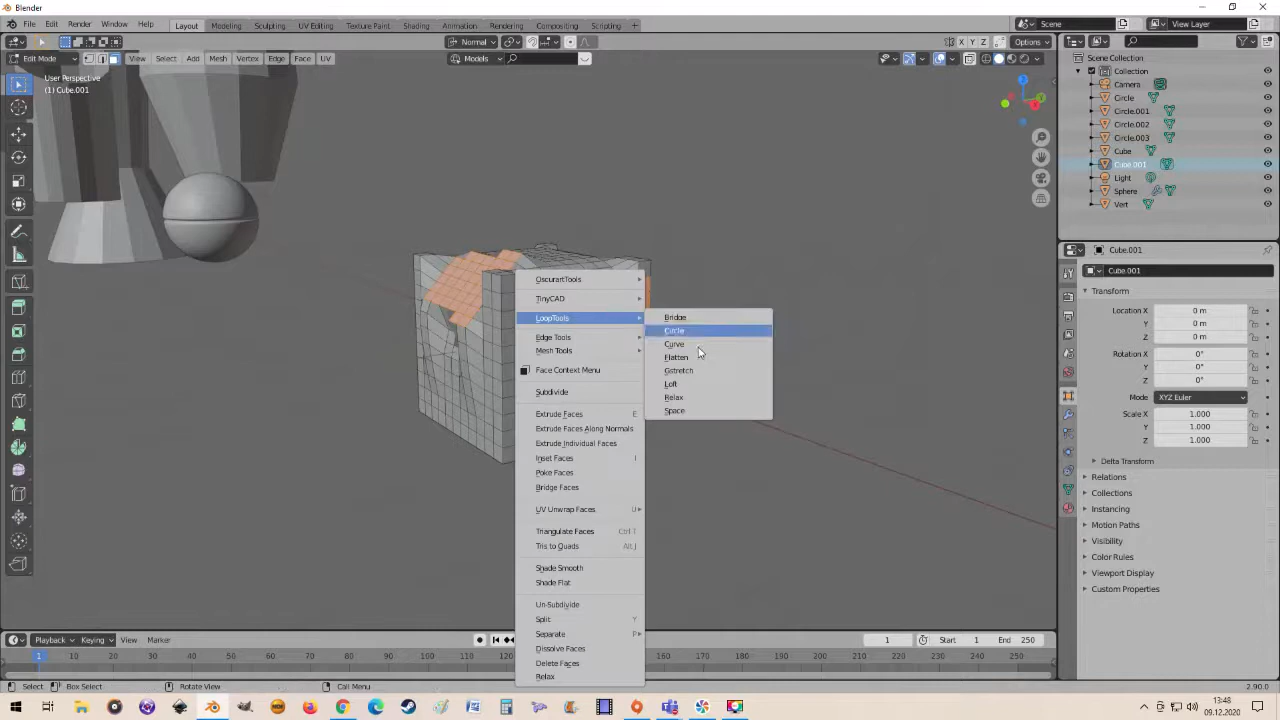 Blender
File Edit Render Window Help Layout Modeling Sculpting UV Editing Texture Paint Shading Animation Rendering Compositing Scripting + Scene View Layer
Normal X Y Z Options
Edit Mode View Select Add Mesh Vertex Edge Face UV Models
User Perspective
(1) Cube.001
Scene Collection
Collection
Camera
Circle
Circle.001
Circle.002
Circle.003
Cube
Cube.001
Light
Sphere
Vert
Z
Y
X
OscurartTools
TinyCAD
LoopTools
Edge Tools
Mesh Tools
Face Context Menu
Subdivide
Extrude Faces E
Extrude Faces Along Normals
Extrude Individual Faces
Inset Faces I
Poke Faces
Bridge Faces
UV Unwrap Faces U
Triangulate Faces Ctrl T
Tris to Quads Alt J
Shade Smooth
Shade Flat
Un-Subdivide
Split Y
Separate P
Dissolve Faces
Delete Faces
Relax
Bridge
Circle
Curve
Flatten
Gstretch
Loft
Relax
Space
Cube.001
Cube.001
Transform
Location X 0 m
Y 0 m
Z 0 m
Rotation X 0°
Y 0°
Z 0°
Mode XYZ Euler
Scale X 1.000
Y 1.000
Z 1.000
Delta Transform
Relations
Collections
Instancing
Motion Paths
Visibility
Color Rules
Viewport Display
Custom Properties
Playback Keying View Marker 1 Start 1 End 250
1 10 20 30 40 50 60 70 80 90 100 110 120 160 170 180 190 200 210 220 230 240 250
Select Box Select Rotate View Call Menu 2.90.0
13:48
09.12.2020